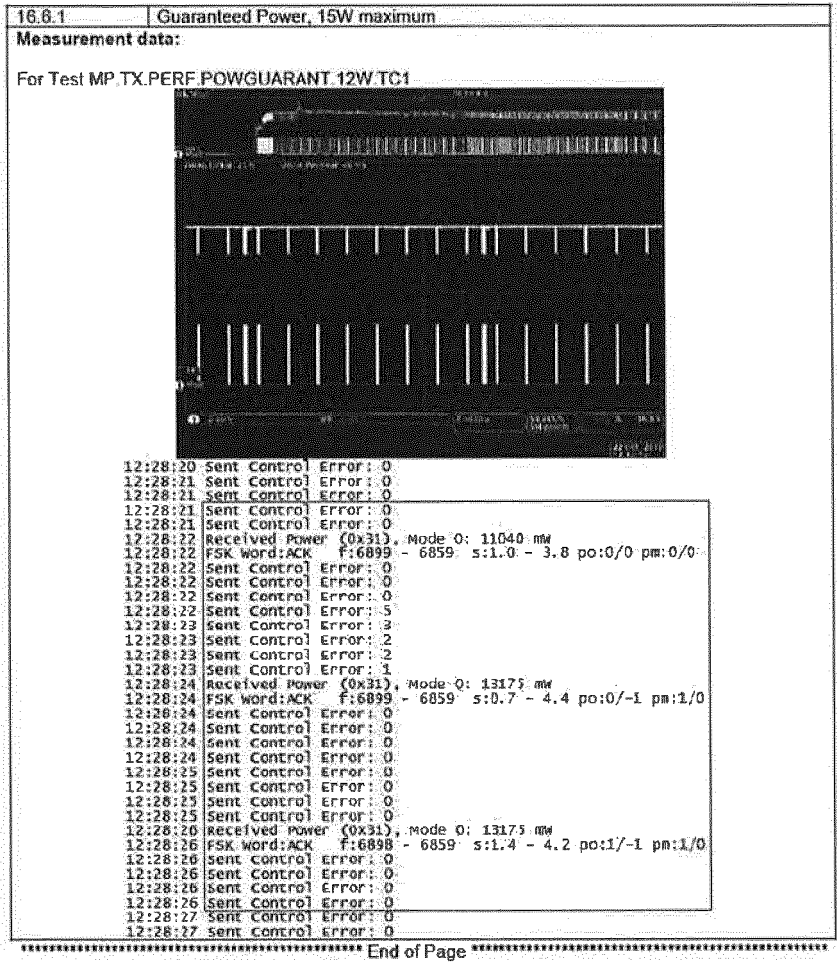 16.6.1 Guaranteed Power, 15W maximum
Measurement data:
For Test MP.TX.PERF.POWGUARANT.12W.TC1
12:28:20 Sent Control Error: 0
12:28:21 Sent Control Error: 0
12:28:21 Sent Control Error: 0
12:28:21 Sent Control Error: 0
12:28:21 Sent Control Error: 0
12:28:22 Received Power (0x31), Mode 0: 11040 mW
12:28:22 FSK Word:ACK f:6899 - 6859 s:1.0 - 3.8 po:0/0 pm:0/0
12:28:22 Sent Control Error: 0
12:28:22 Sent Control Error: 0
12:28:22 Sent Control Error: 0
12:28:22 Sent Control Error: 5
12:28:23 Sent Control Error: 3
12:28:23 Sent Control Error: 2
12:28:23 Sent Control Error: 2
12:28:23 Sent Control Error: 1
12:28:24 Received Power (0x31), Mode 0: 13175 mW
12:28:24 FSK Word:ACK f:6899 - 6859 s:0.7 - 4.4 po:0/-1 pm:1/0
12:28:24 Sent Control Error: 0
12:28:24 Sent Control Error: 0
12:28:24 Sent Control Error: 0
12:28:24 Sent Control Error: 0
12:28:25 Sent Control Error: 0
12:28:25 Sent Control Error: 0
12:28:25 Sent Control Error: 0
12:28:25 Sent Control Error: 0
12:28:26 Received Power (0x31), Mode 0: 13175 mW
12:28:26 FSK Word:ACK f:6898 - 6859 s:1.4 - 4.2 po:1/-1 pm:1/0
12:28:26 Sent Control Error: 0
12:28:26 Sent Control Error: 0
12:28:26 Sent Control Error: 0
12:28:26 Sent Control Error: 0
12:28:27 Sent Control Error: 0
12:28:27 Sent Control Error: 0
End of Page